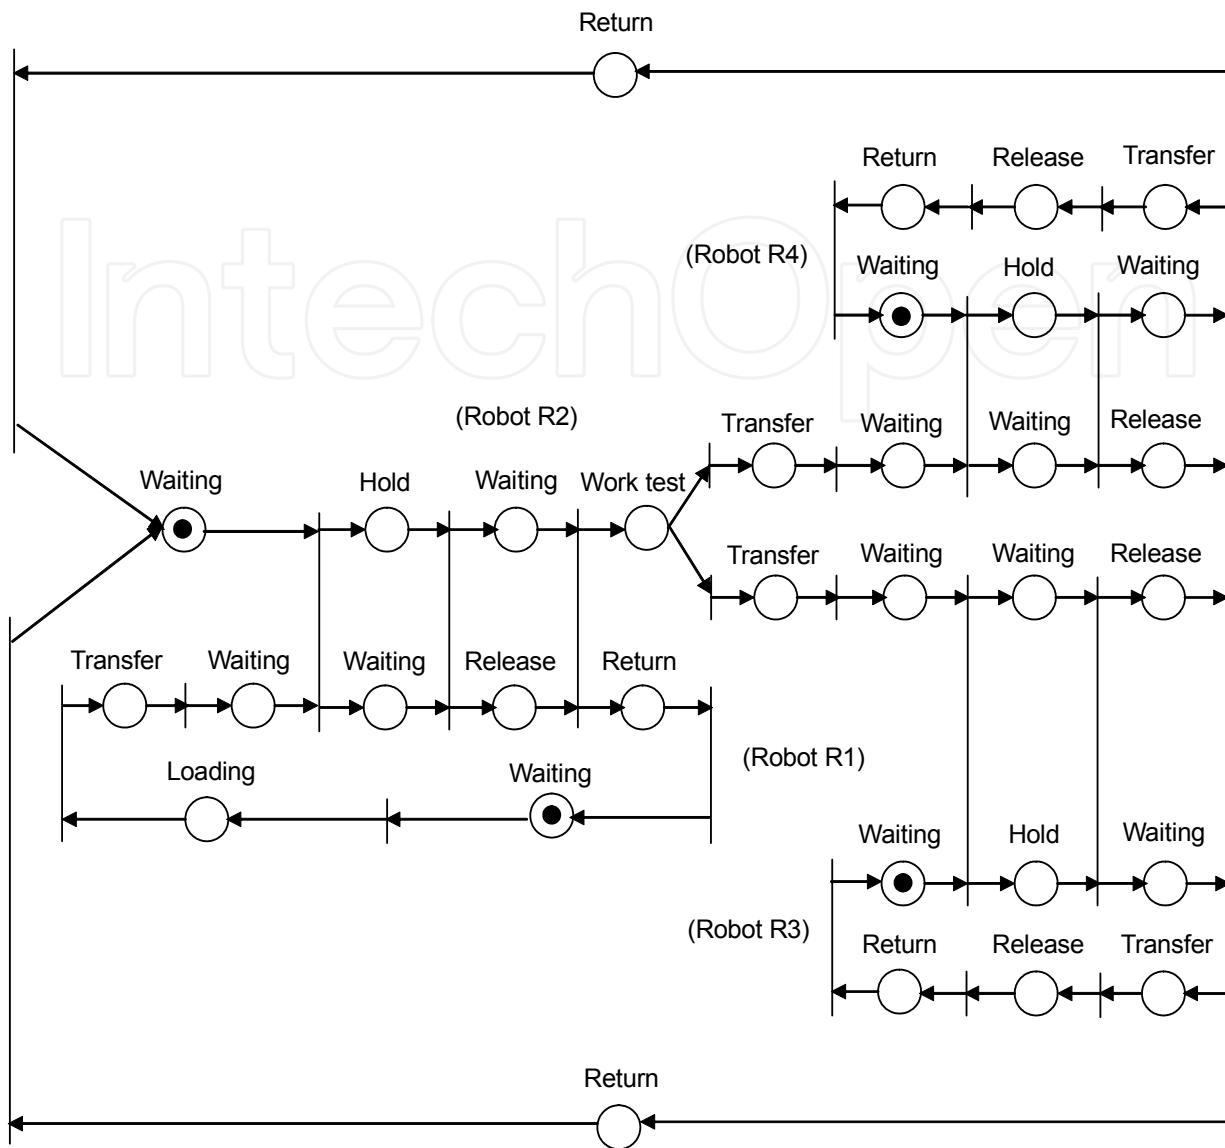 Return
Return Release Transfer
(Robot R4)
Waiting Hold Waiting
IntechOpen
(Robot R2)
Transfer Waiting Waiting Release
Waiting Hold Waiting Work test
Transfer Waiting Waiting Release
Transfer Waiting Waiting Release Return
(Robot R1)
Loading Waiting
Waiting Hold Waiting
(Robot R3)
Return Release Transfer
Return